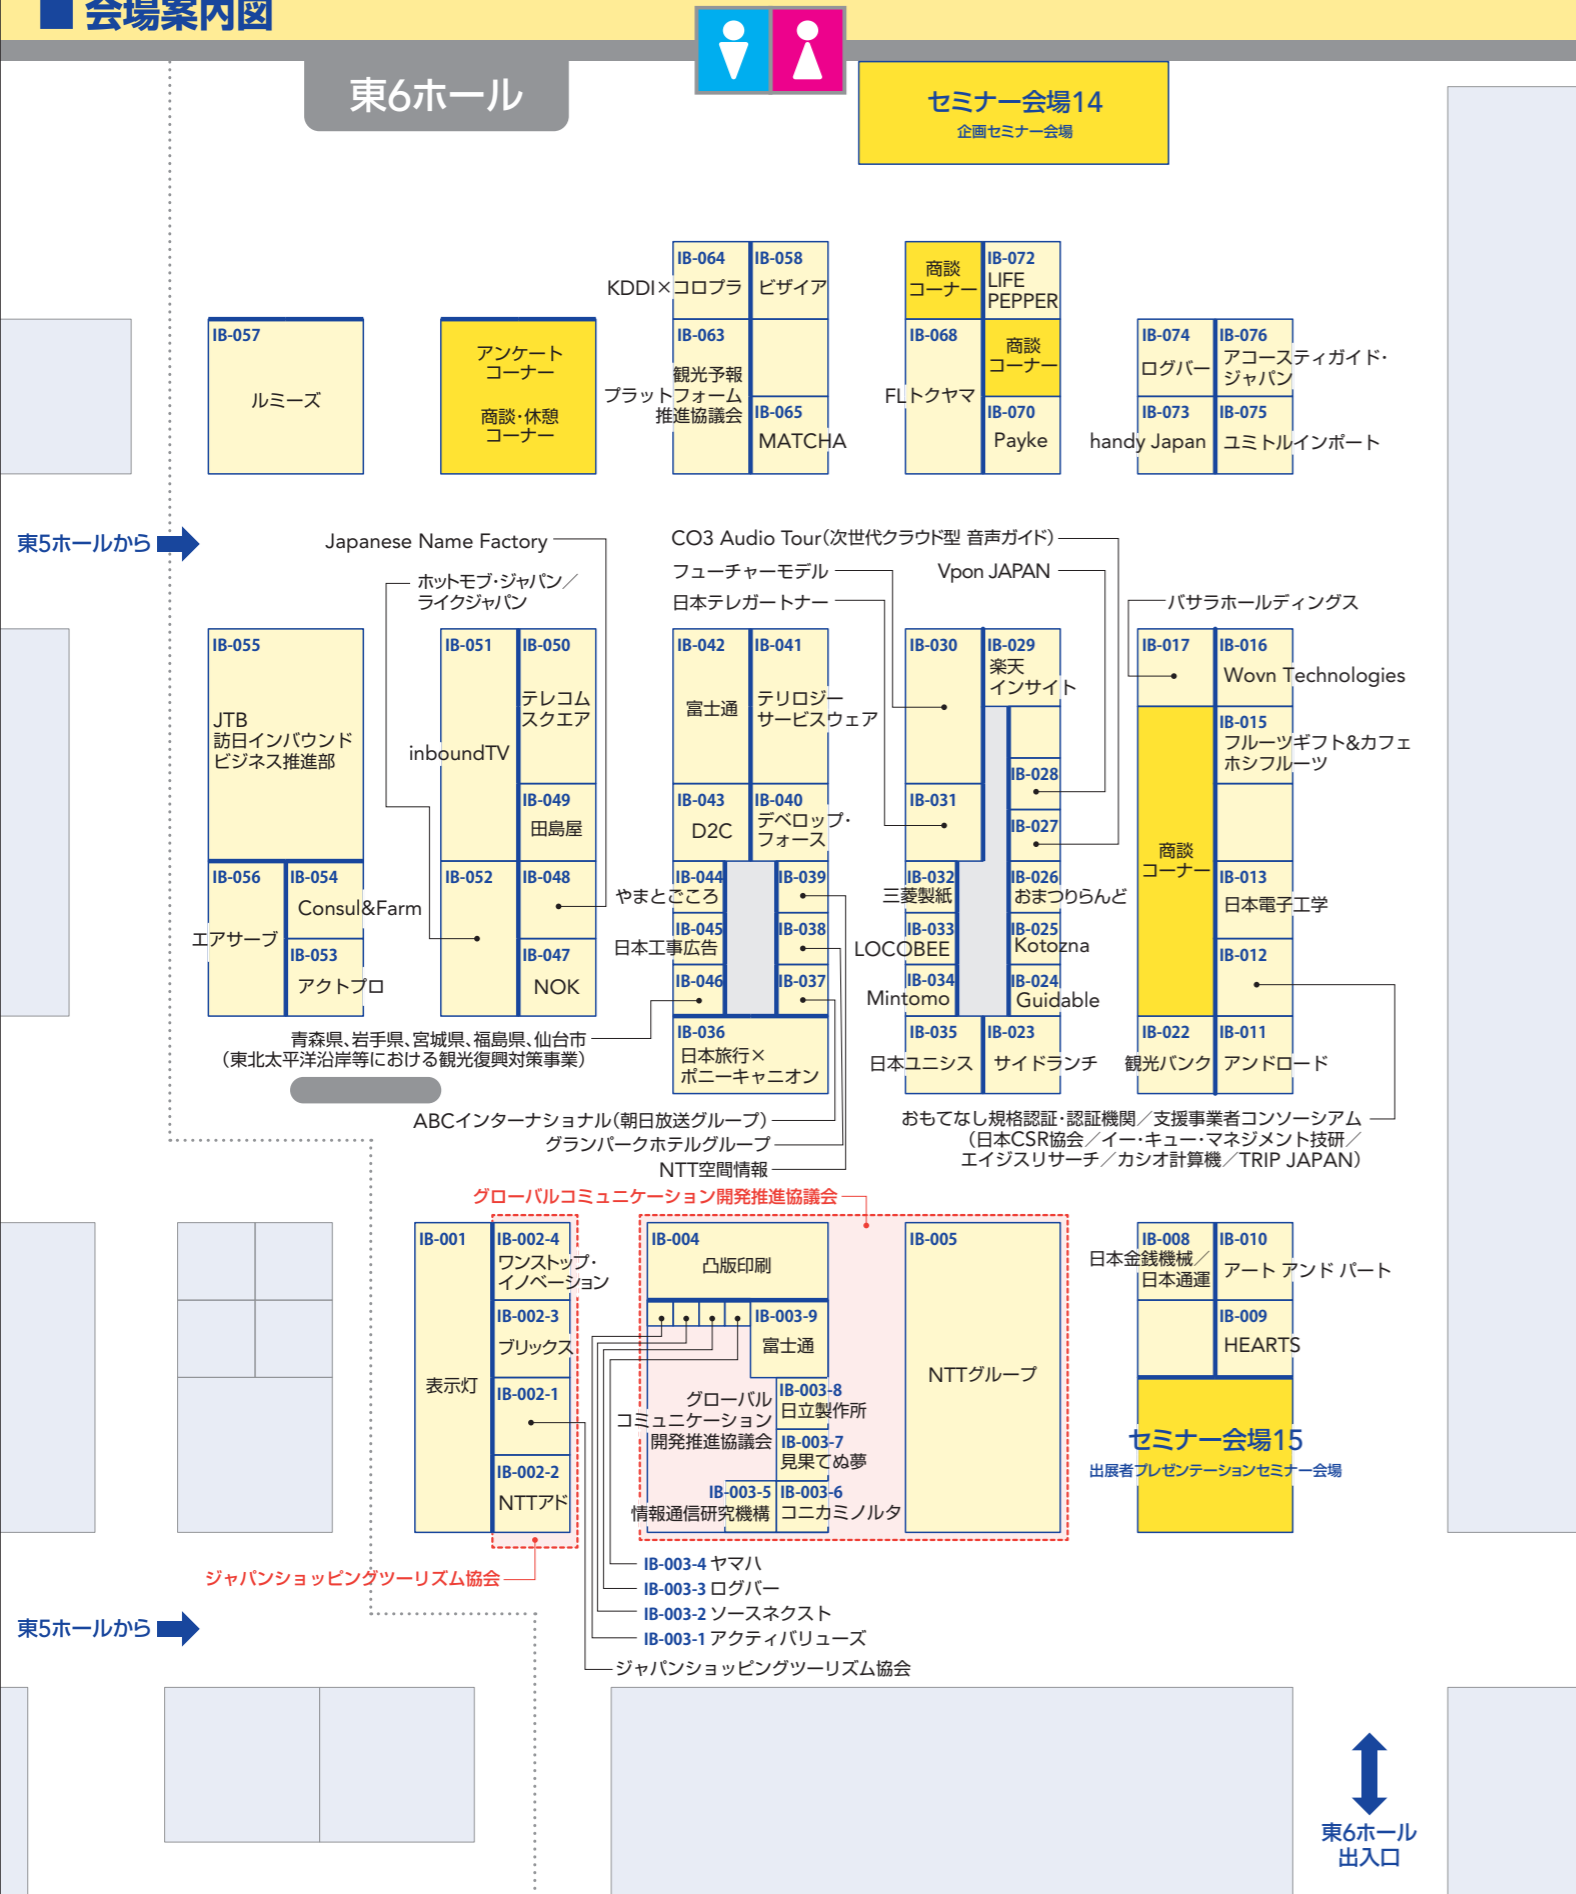 ■ 会場案内図
東6ホール
セミナー会場14
企画セミナー会場
IB-064
KDDI×コロプラ
IB-058
ビザイア
商談
コーナー
IB-072
LIFE
PEPPER
IB-057
ルミーズ
アンケート
コーナー
商談・休憩
コーナー
IB-063
観光予報
プラットフォーム
推進協議会
IB-065
MATCHA
IB-068
FLトクヤマ
商談
コーナー
IB-070
Payke
IB-074
ログバー
IB-076
アコースティガイド・
ジャパン
IB-073
handy Japan
IB-075
ユミトルインポート
東5ホールから
Japanese Name Factory
ホットモブ・ジャパン／
ライクジャパン
CO3 Audio Tour（次世代クラウド型 音声ガイド）
フューチャーモデル
Vpon JAPAN
日本テレガートナー
バサラホールディングス
IB-055
JTB
訪日インバウンド
ビジネス推進部
IB-056
エアサーブ
IB-054
Consul&Farm
IB-053
アクトプロ
IB-051
inboundTV
IB-050
テレコム
スクエア
IB-049
田島屋
IB-052
IB-048
IB-047
NOK
IB-042
富士通
IB-041
テリロジー
サービスウェア
IB-043
D2C
IB-040
デベロップ・
フォース
IB-044
やまとごころ
IB-039
IB-045
日本工事広告
IB-038
IB-046
IB-037
IB-036
日本旅行×
ポニーキャニオン
IB-030
IB-029
楽天
インサイト
IB-028
IB-031
IB-027
IB-032
三菱製紙
IB-026
おまつりらんど
IB-033
LOCOBEE
IB-025
Kotozna
IB-034
Mintomo
IB-024
Guidable
IB-035
日本ユニシス
IB-023
サイドランチ
IB-017
IB-016
Wovn Technologies
IB-015
フルーツギフト&カフェ
ホシフルーツ
商談
コーナー
IB-013
日本電子工学
IB-012
IB-022
観光バンク
IB-011
アンドロード
青森県、岩手県、宮城県、福島県、仙台市
（東北太平洋沿岸等における観光復興対策事業）
ABCインターナショナル（朝日放送グループ）
グランパークホテルグループ
NTT空間情報
おもてなし規格認証・認証機関／支援事業者コンソーシアム
（日本CSR協会／イー・キュー・マネジメント技研／
エイジスリサーチ／カシオ計算機／TRIP JAPAN）
グローバルコミュニケーション開発推進協議会
IB-001
表示灯
IB-002-4
ワンストップ・
イノベーション
IB-002-3
ブリックス
IB-002-1
IB-002-2
NTTアド
IB-004
凸版印刷
IB-003-9
富士通
グローバル
コミュニケーション
開発推進協議会
IB-003-8
日立製作所
IB-003-7
見果てぬ夢
IB-003-5
情報通信研究機構
IB-003-6
コニカミノルタ
IB-005
NTTグループ
IB-008
日本金銭機械／
日本通運
IB-010
アート アンド パート
IB-009
HEARTS
セミナー会場15
出展者プレゼンテーションセミナー会場
ジャパンショッピングツーリズム協会
IB-003-4 ヤマハ
IB-003-3 ログバー
IB-003-2 ソースネクスト
IB-003-1 アクティバリューズ
ジャパンショッピングツーリズム協会
東5ホールから
東6ホール
出入口